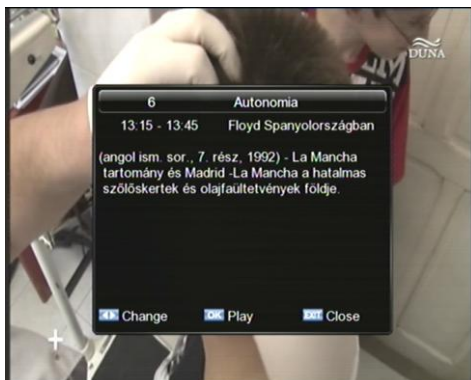 DUNA
6 Autonomia
13:15 - 13:45 Floyd Spanyolországban
(angol ism. sor., 7. rész, 1992) - La Mancha
tartomány és Madrid -La Mancha a hatalmas
szőlőskertek és olajfaültetvények földje.
Change OK Play EXIT Close